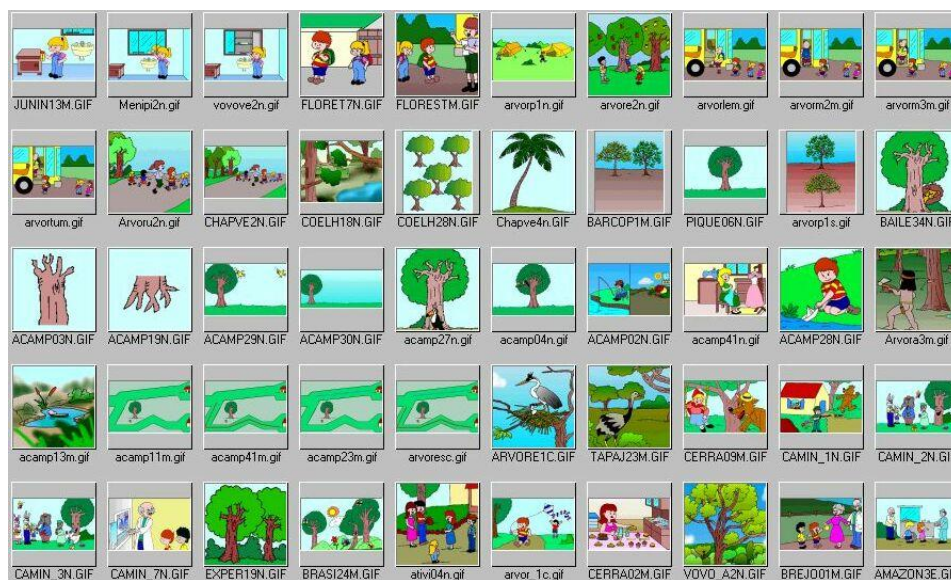 JUNIN13M.GIF Menipi2n.gif vovove2n.gif FLORET7N.GIF FLORESTM.GIF arvorp1n.gif arvore2n.gif arvorlem.gif arvorm2m.gif arvorm3m.gif
arvortum.gif Arvoru2n.gif CHAPVE2N.GIF COELH18N.GIF COELH28N.GIF Chapve4n.gif BARCOP1M.GIF PIQUE06N.GIF arvorp1s.gif BAILE34N.GIF
ACAMP03N.GIF ACAMP19N.GIF ACAMP29N.GIF ACAMP30N.GIF acamp27n.gif acamp04n.gif ACAMP02N.GIF acamp41n.gif ACAMP28N.GIF Arvora3m.gif
acamp13m.gif acamp11m.gif acamp41m.gif acamp23m.gif arvoresc.gif ARVORE1C.GIF TAPAJ23M.GIF CERRA09M.GIF CAMIN_1N.GIF CAMIN_2N.GI
CAMIN_3N.GIF CAMIN_7N.GIF EXPER19N.GIF BRASI24M.gif ativi04n.gif arvor_1c.gif CERRA02M.GIF VOVO_A2N.GIF BREJO01M.GIF AMAZON3E.G